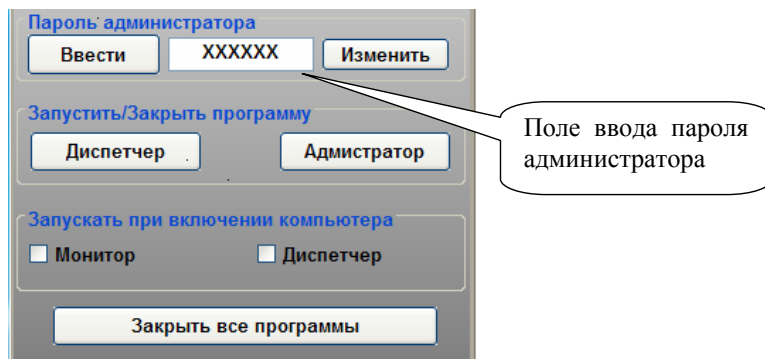 Пароль администратора
Ввести XXXXXX Изменить
Запустить/Закрыть программу
Диспетчер Адмистратор
Поле ввода пароля
администратора
Запускать при включении компьютера
Монитор Диспетчер
Закрыть все программы